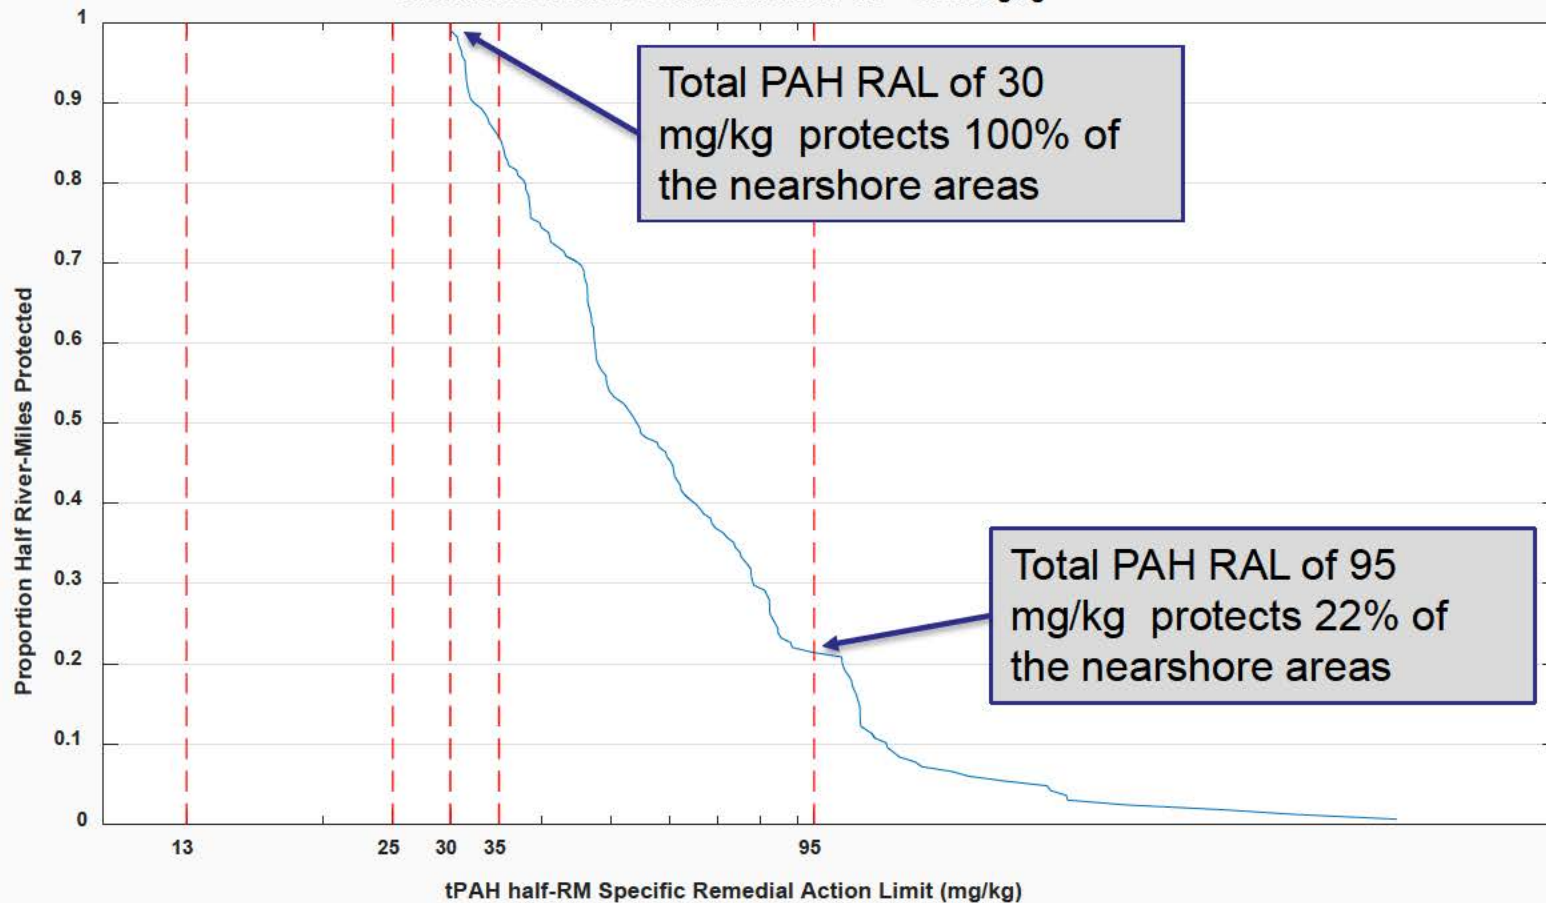 1
0.9
0.8
0.7
0.6
0.5
0.4
0.3
0.2
0.1
0
Proportion Half River-Miles Protected
Total PAH RAL of 30
mg/kg protects 100% of
the nearshore areas
Total PAH RAL of 95
mg/kg protects 22% of
the nearshore areas
13 25 30 35 95
tPAH half-RM Specific Remedial Action Limit (mg/kg)